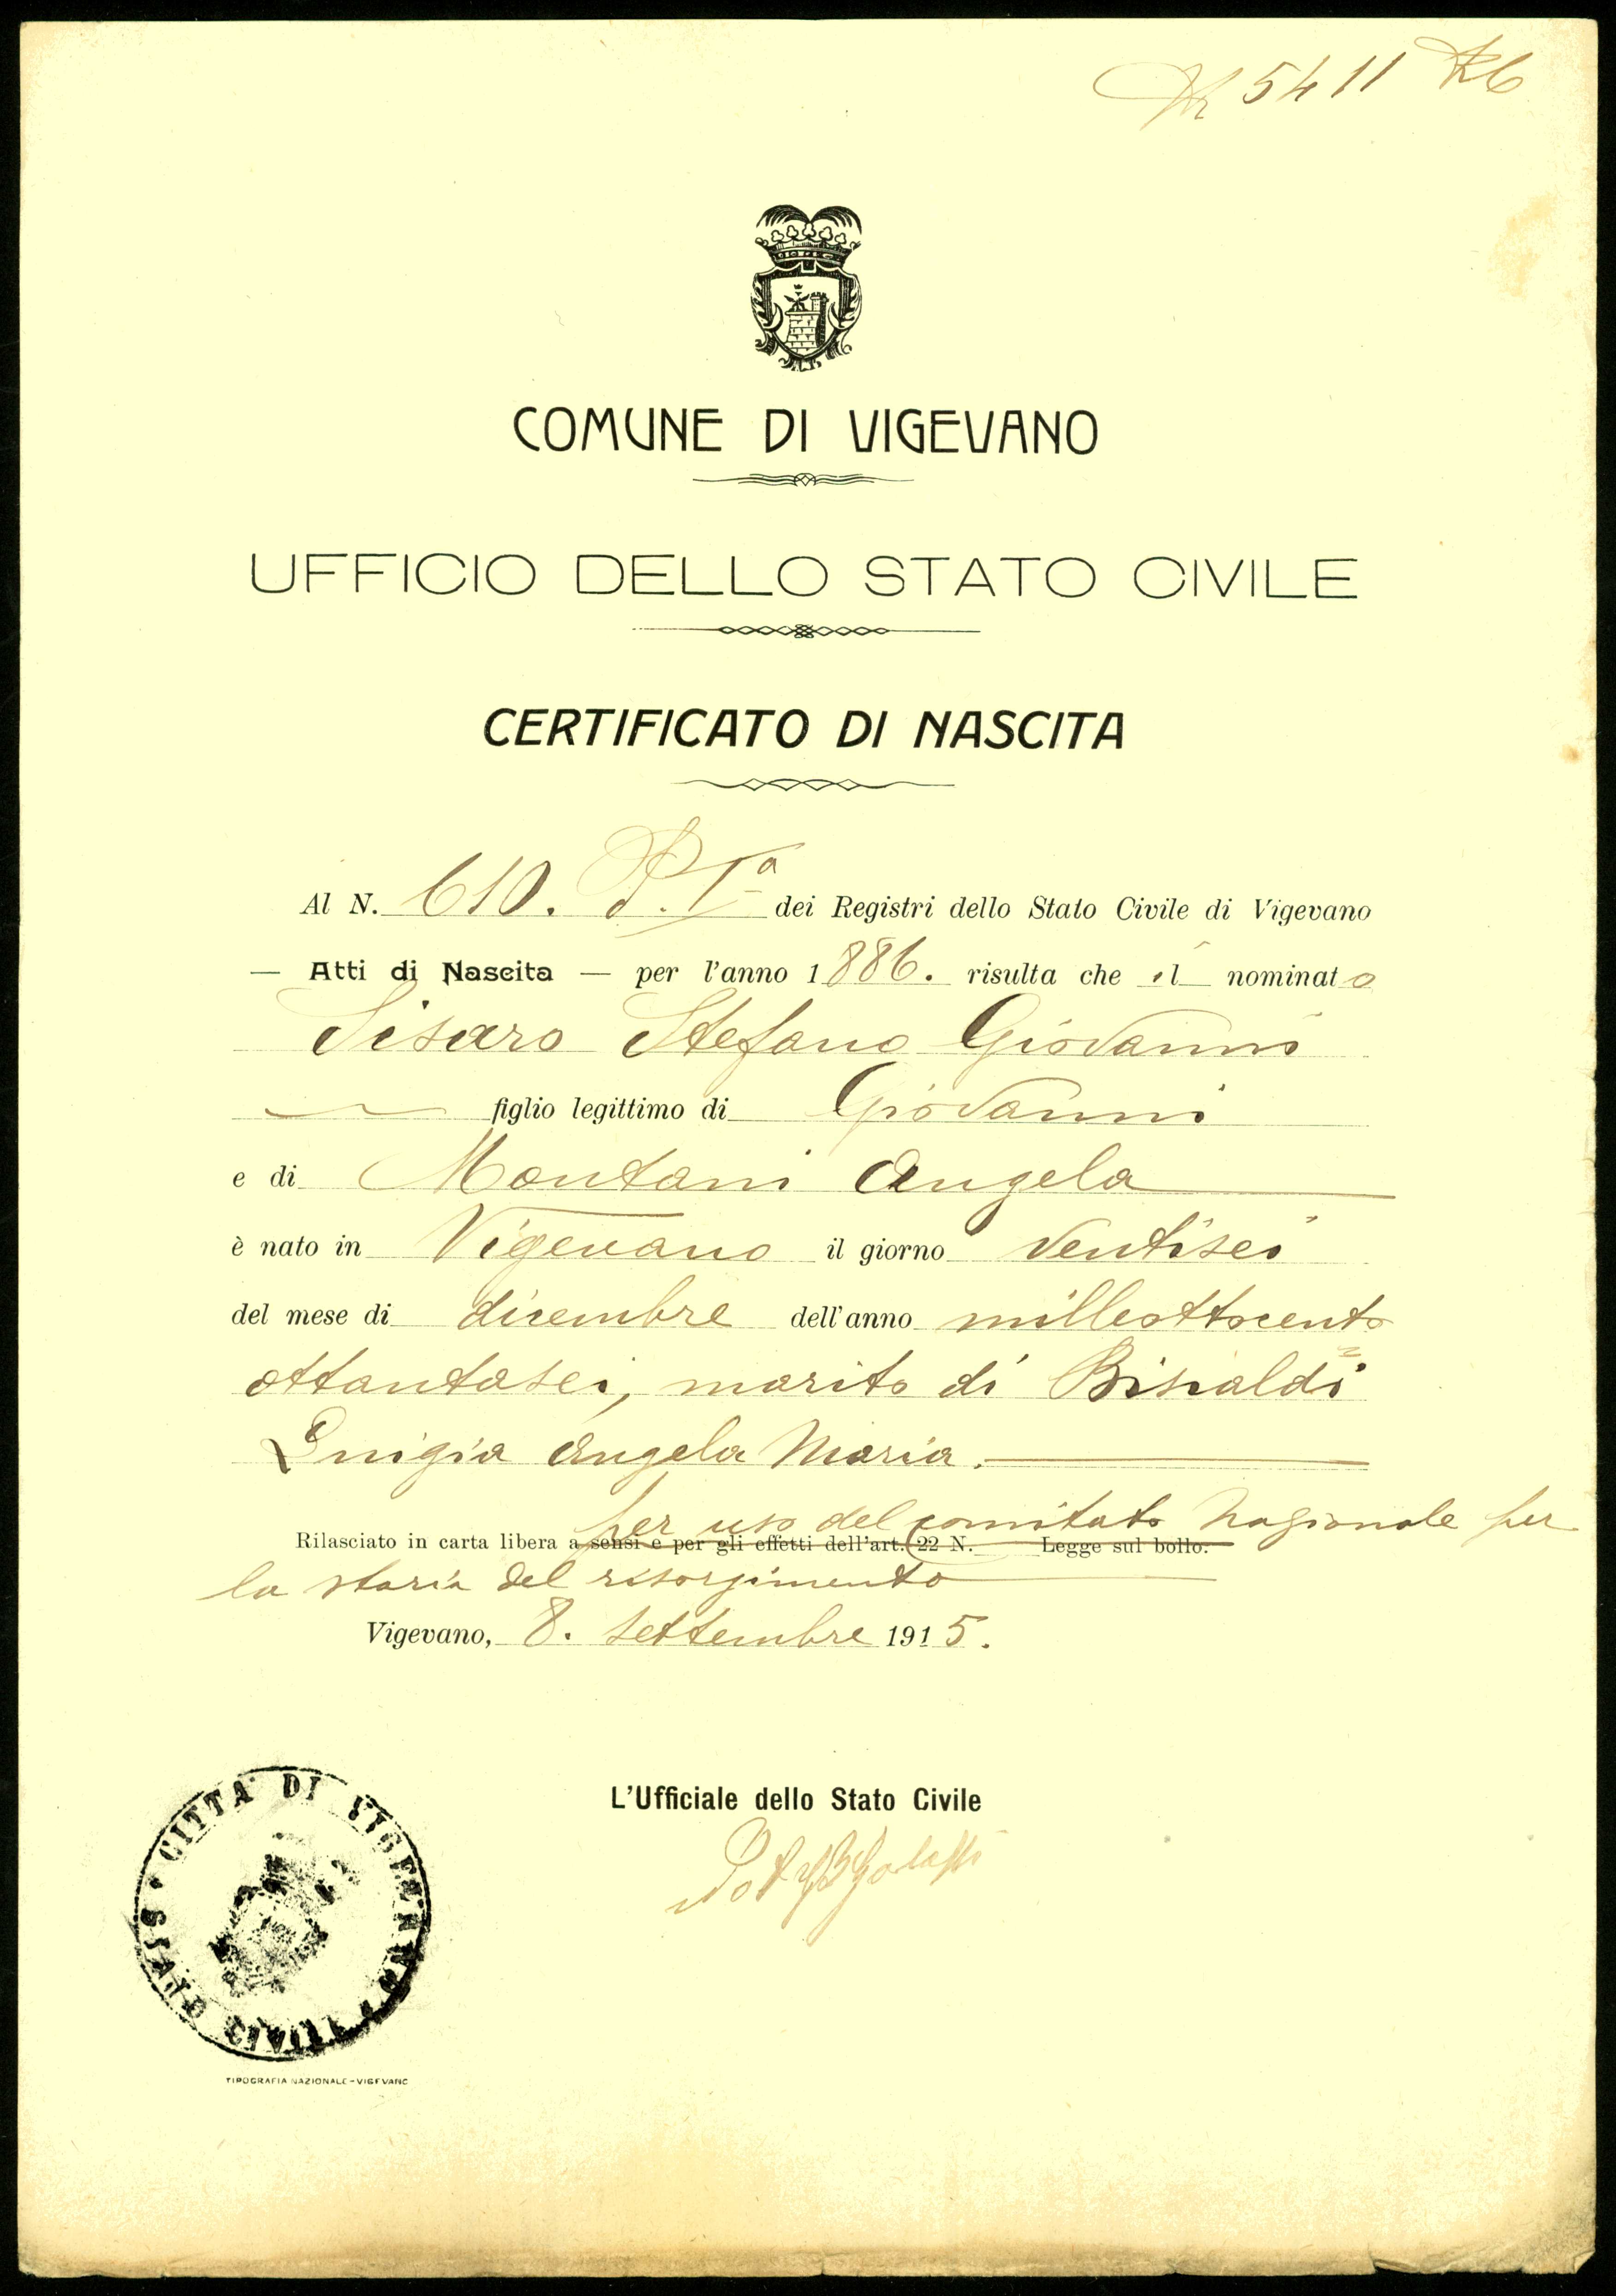 5411
COMUNE DI VIGEVANO
UFFICIO DELLO STATO CIVILE
CERTIFICATO DI NASCITA
Al N. 610. P. Iª dei Registri dello Stato Civile di Vigevano
— Atti di Nascita — per l'anno 1886. risulta che il nominato
Sisaro Stefano Giovanni
figlio legittimo di Giovanni
e di Montani Angela
è nato in Vigevano il giorno ventisei
del mese di dicembre dell'anno milleottocento
ottantasei, marito di Bisialdi
Luigia Angela Maria.
per uso del comitato Nazionale per
Rilasciato in carta libera a sensi e per gli effetti dell'art. 22 N. Legge sul bollo.
la storia del risorgimento
Vigevano, 8. settembre 1915.
L'Ufficiale dello Stato Civile
CITTA' DI VIGEVANO
TIPOGRAFIA NAZIONALE-VIGEVANO